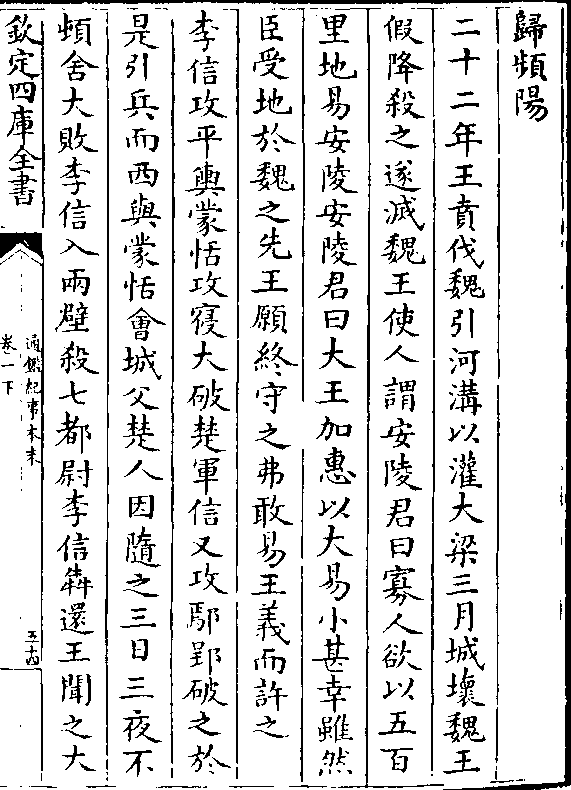 歸頻陽
二十二年王賁伐魏引河溝以灌大梁三月城壞魏王
假降殺之遂滅魏王使人謂安陵君曰寡人欲以五百
里地易安陵安陵君曰大王加惠以大易小甚幸雖然
臣受地於魏之先王願終守之弗敢易王義而許之
李信攻平輿蒙恬攻寑大破楚軍信又攻鄢郢破之於
是引兵而西與蒙恬會城父楚人因隨之三日三夜不
頓舍大敗李信入兩壁殺七都尉李信犇還王聞之大
欽定四庫全書
通鑑紀事本末
卷一下